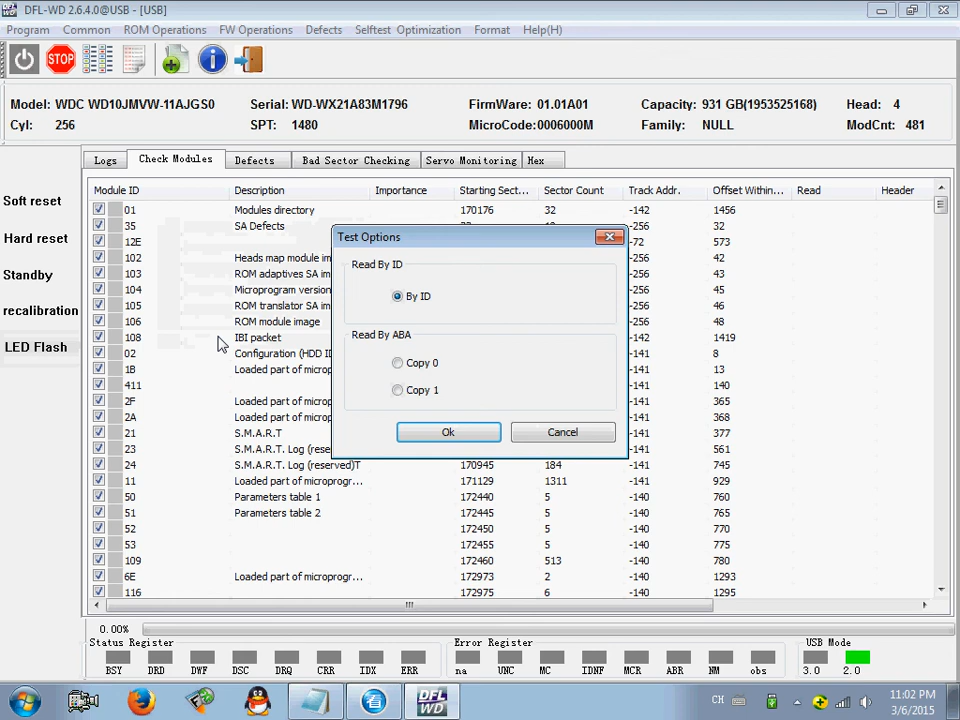 DFL-WD 2.6.4.0@USB - [USB]
Program Common ROM Operations FW Operations Defects Selftest Optimization Format Help(H)
STOP
Model: WDC WD10JMVW-11AJGS0 Serial: WD-WX21A83M1796 FirmWare: 01.01A01 Capacity: 931 GB(1953525168) Head: 4
Cyl: 256 SPT: 1480 MicroCode:0006000M Family: NULL ModCnt: 481
Logs Check Modules Defects Bad Sector Checking Servo Monitoring Hex
Soft reset
Hard reset
Standby
recalibration
LED Flash
Module ID Description Importance Starting Sect... Sector Count Track Addr. Offset Within... Read Header
01 Modules directory 170176 32 -142 1456
35 SA Defects -256 32
12E -72 573
102 Heads map module im -256 42
103 ROM adaptives SA im -256 43
104 Microprogram version -256 45
105 ROM translator SA im -256 46
106 ROM module image -256 48
108 IBI packet -142 1419
02 Configuration (HDD ID -141 8
1B Loaded part of microp -141 13
411 -141 140
2F Loaded part of microp -141 365
2A Loaded part of microp -141 368
21 S.M.A.R.T -141 377
23 S.M.A.R.T. Log (rese -141 561
24 S.M.A.R.T. Log (reserved)T 170945 184 -141 745
11 Loaded part of microprogr... 171129 1311 -141 929
50 Parameters table 1 172440 5 -140 760
51 Parameters table 2 172445 5 -140 765
52 172450 5 -140 770
53 172455 5 -140 775
109 172460 513 -140 780
6E Loaded part of microprogr... 172973 2 -140 1293
116 172975 6 -140 1295
Test Options
Read By ID
By ID
Read By ABA
Copy 0
Copy 1
Ok Cancel
0.00%
Status Register Error Register USB Mode
BSY DRD DWF DSC DRQ CRR IDX ERR na UNC MC IDNF MCR ABR NM obs 3.0 2.0
DFL
WD
CH
11:02 PM
3/6/2015